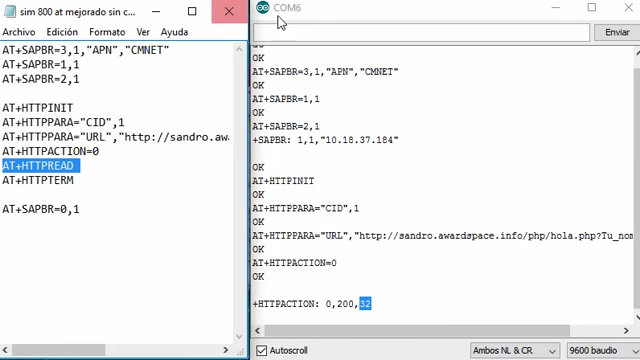 sim 800 at mejorado sin c...
Archivo Edición Formato Ver Ayuda
AT+SAPBR=3,1,"APN","CMNET"
AT+SAPBR=1,1
AT+SAPBR=2,1
AT+HTTPINIT
AT+HTTPPARA="CID",1
AT+HTTPPARA="URL","http://sandro.awa
AT+HTTPACTION=0
AT+HTTPREAD
AT+HTTPTERM
AT+SAPBR=0,1
COM6
Enviar
OK
AT+SAPBR=3,1,"APN","CMNET"
OK
AT+SAPBR=1,1
OK
AT+SAPBR=2,1
+SAPBR: 1,1,"10.18.37.184"
OK
AT+HTTPINIT
OK
AT+HTTPPARA="CID",1
OK
AT+HTTPPARA="URL","http://sandro.awardspace.info/php/hola.php?Tu_nom
OK
AT+HTTPACTION=0
OK
+HTTPACTION: 0,200,32
Autoscroll
Ambos NL & CR
9600 baudio